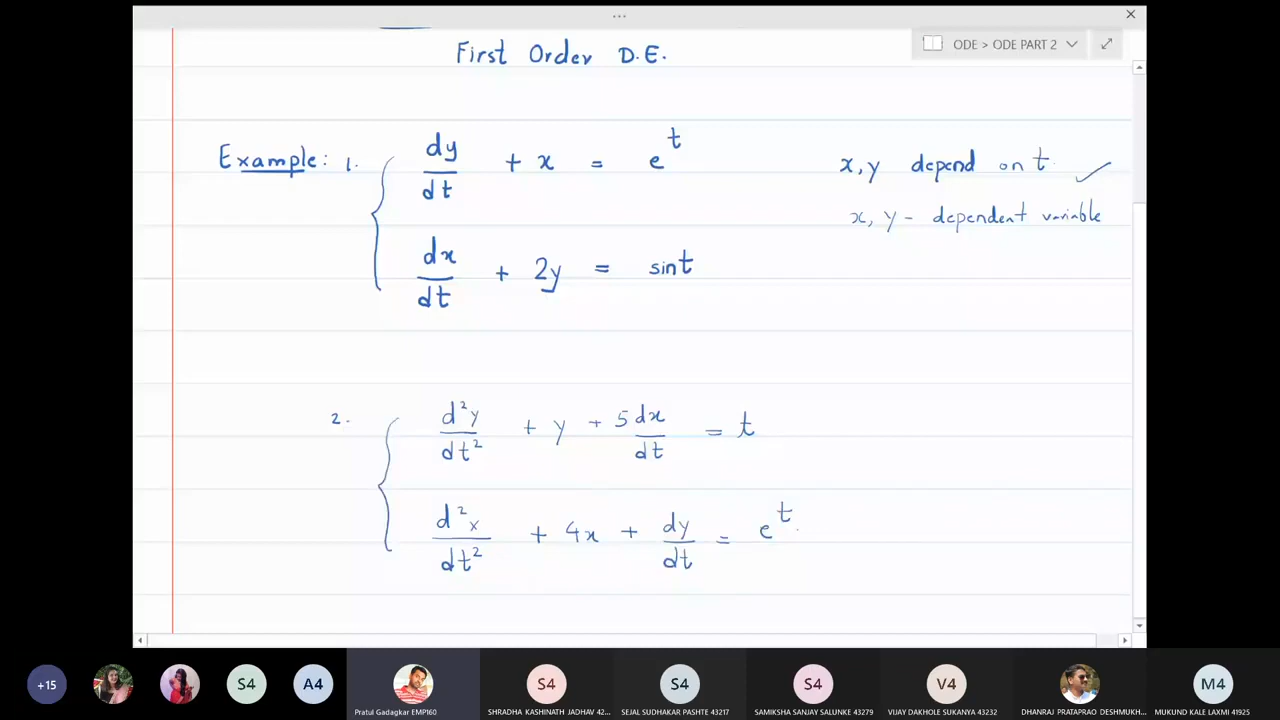 ODE > ODE PART 2
First Order D.E.
Example: 1. dy/dt + x = e^t
x, y depend on t.
x, y - dependent variable
dx/dt + 2y = sint
2. d²y/dt² + y + 5 dx/dt = t
d²x/dt² + 4x + dy/dt = e^t.
+15
S4
A4
Pratul Gadagkar EMP160
S4
SHRADHA KASHINATH JADHAV 42...
S4
SEJAL SUDHAKAR PASHTE 43217
S4
SAMIKSHA SANJAY SALUNKE 43279
V4
VIJAY DAKHOLE SUKANYA 43232
DHANRAJ PRATAPRAO DESHMUKH...
M4
MUKUND KALE LAXMI 41925